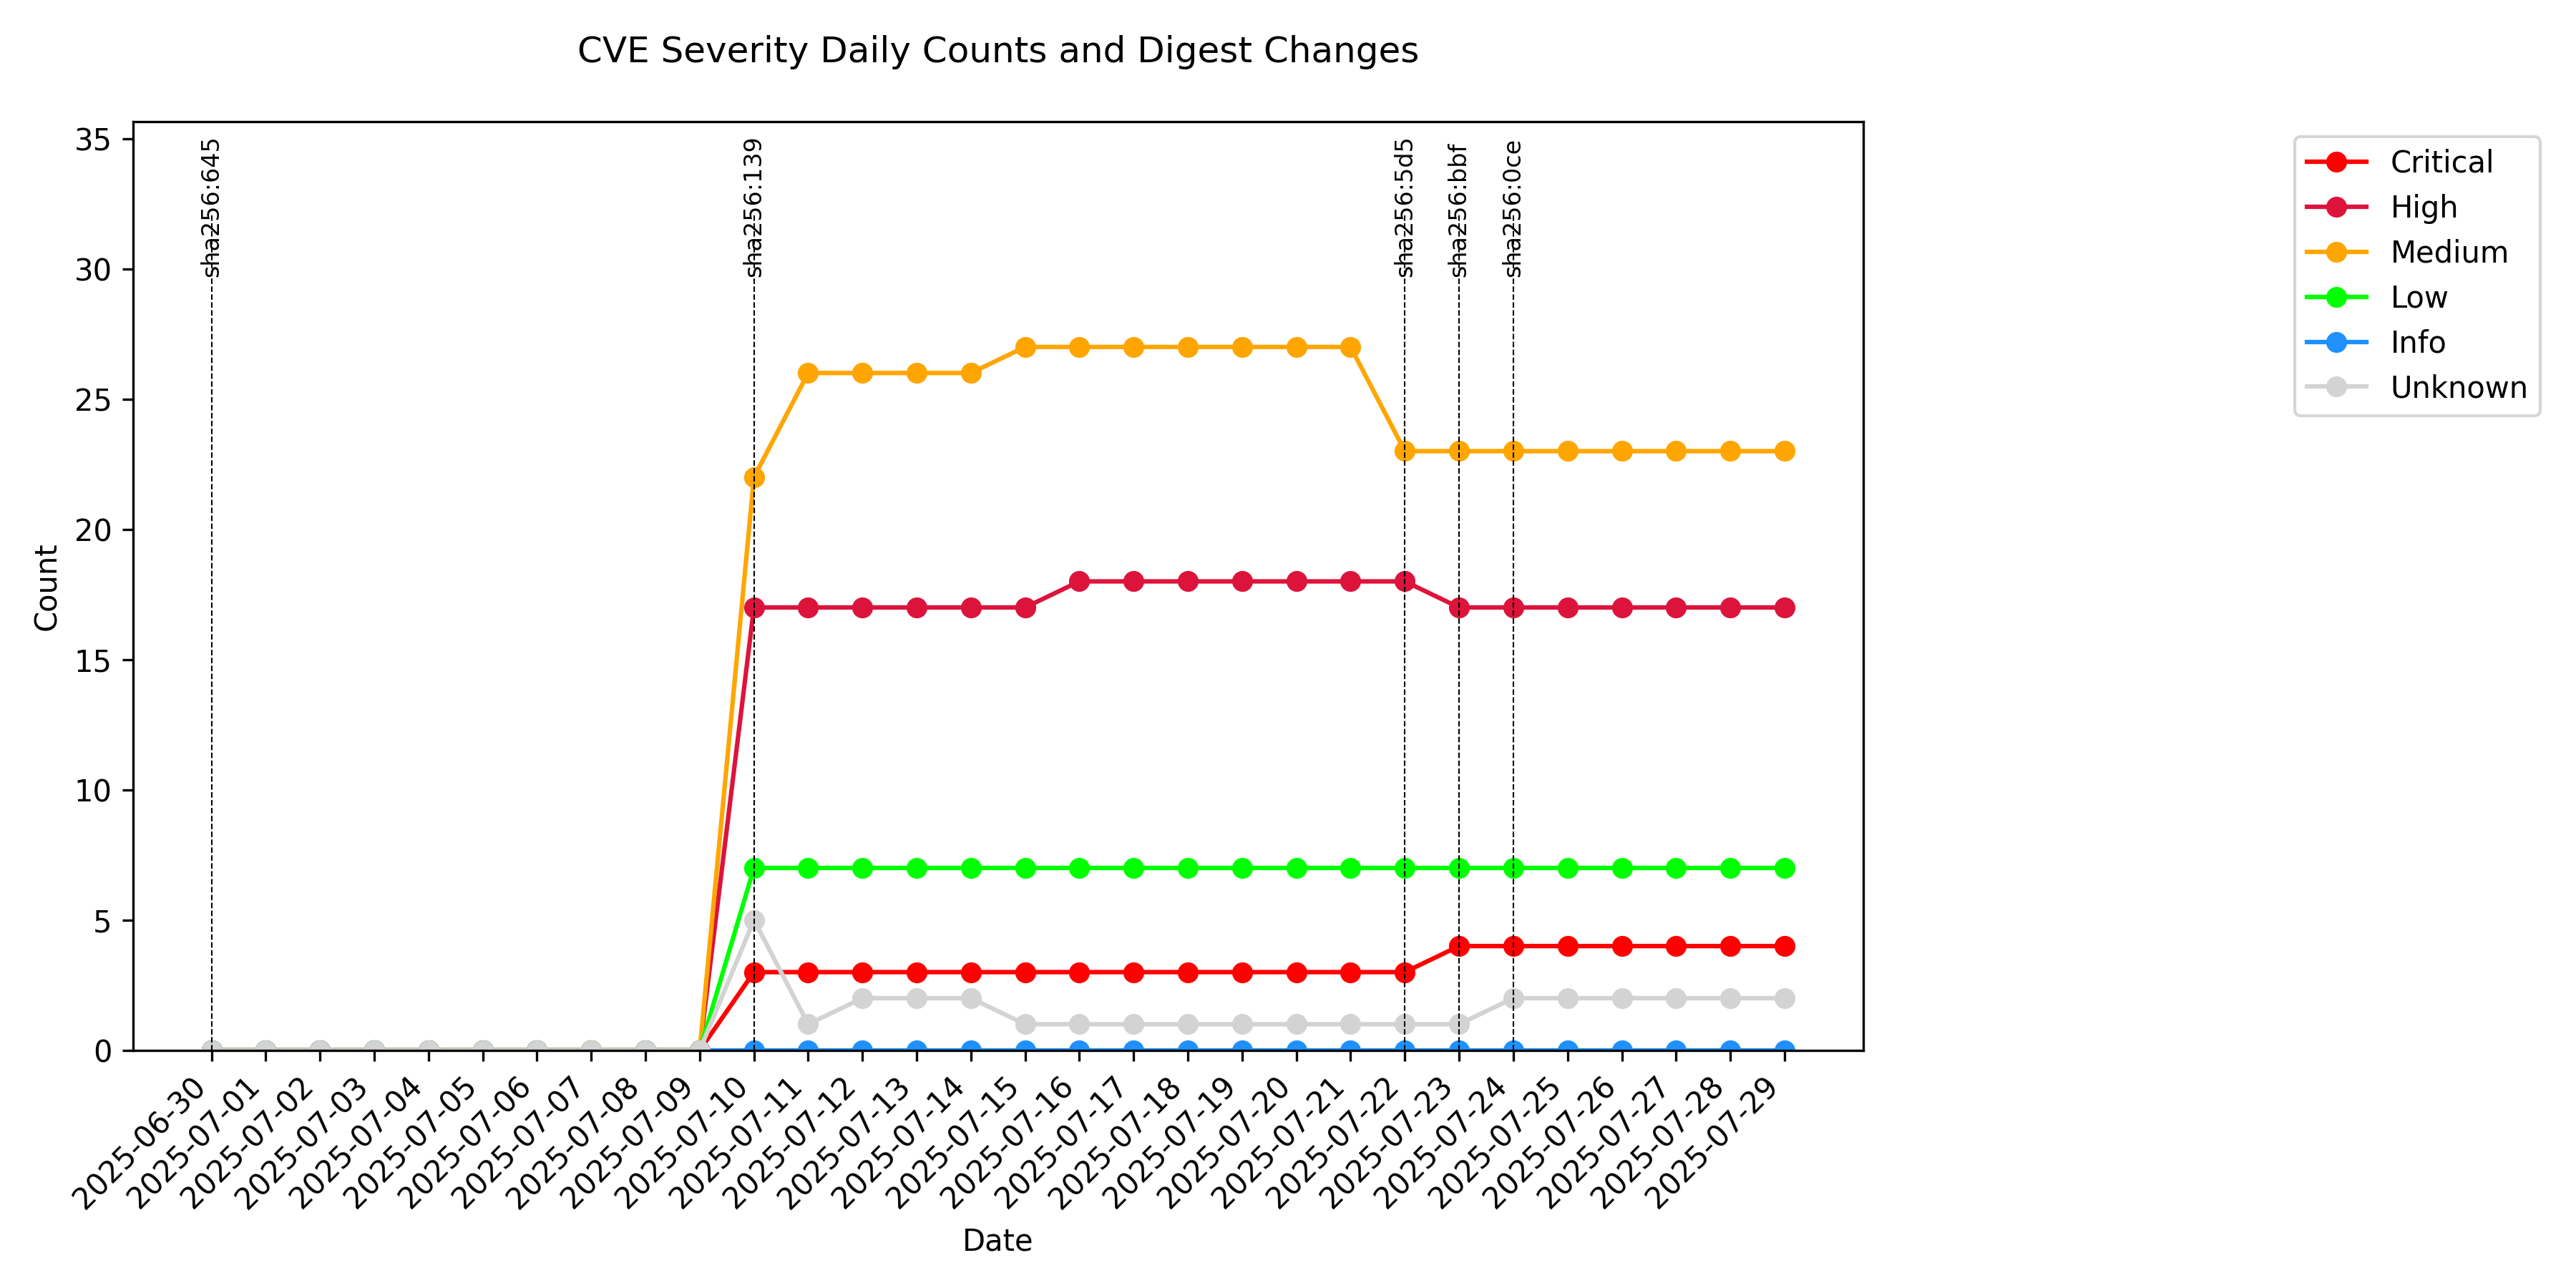 CVE Severity Daily Counts and Digest Changes
35
30
25
20
15
10
5
0
Count
sha256:645
sha256:139
sha256:5d5
sha256:bbf
sha256:0ce
Critical
High
Medium
Low
Info
Unknown
2025-06-30
2025-07-01
2025-07-02
2025-07-03
2025-07-04
2025-07-05
2025-07-06
2025-07-07
2025-07-08
2025-07-09
2025-07-10
2025-07-11
2025-07-12
2025-07-13
2025-07-14
2025-07-15
2025-07-16
2025-07-17
2025-07-18
2025-07-19
2025-07-20
2025-07-21
2025-07-22
2025-07-23
2025-07-24
2025-07-25
2025-07-26
2025-07-27
2025-07-28
2025-07-29
Date